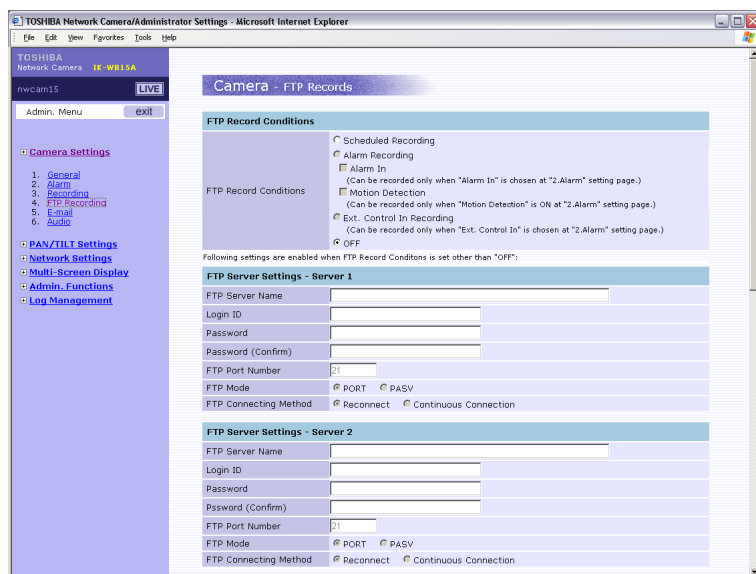 TOSHIBA Network Camera/Administrator Settings - Microsoft Internet Explorer
File Edit View Favorites Tools Help
TOSHIBA
Network Camera IK-WB15A
nwcam15 LIVE
Admin. Menu exit
Camera Settings
1. General
2. Alarm
3. Recording
4. FTP Recording
5. E-mail
6. Audio
PAN/TILT Settings
Network Settings
Multi-Screen Display
Admin. Functions
Log Management
Camera - FTP Records
FTP Record Conditions
FTP Record Conditions
Scheduled Recording
Alarm Recording
Alarm In
(Can be recorded only when "Alarm In" is chosen at "2.Alarm" setting page.)
Motion Detection
(Can be recorded only when "Motion Detection" is ON at "2.Alarm" setting page.)
Ext. Control In Recording
(Can be recorded only when "Ext. Control In" is chosen at "2.Alarm" setting page.)
OFF
Following settings are enabled when FTP Record Conditons is set other than "OFF":
FTP Server Settings - Server 1
FTP Server Name
Login ID
Password
Password (Confirm)
FTP Port Number 21
FTP Mode PORT PASV
FTP Connecting Method Reconnect Continuous Connection
FTP Server Settings - Server 2
FTP Server Name
Login ID
Password
Pssword (Confirm)
FTP Port Number 21
FTP Mode PORT PASV
FTP Connecting Method Reconnect Continuous Connection